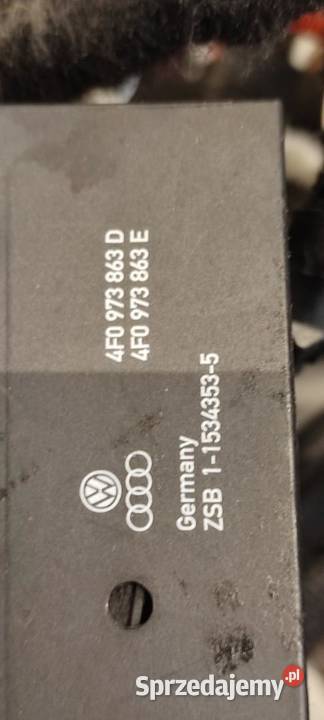 4F0 973 863 D
4F0 973 863 E
Germany
ZSB 1-1534353-5
Sprzedajemy.pl